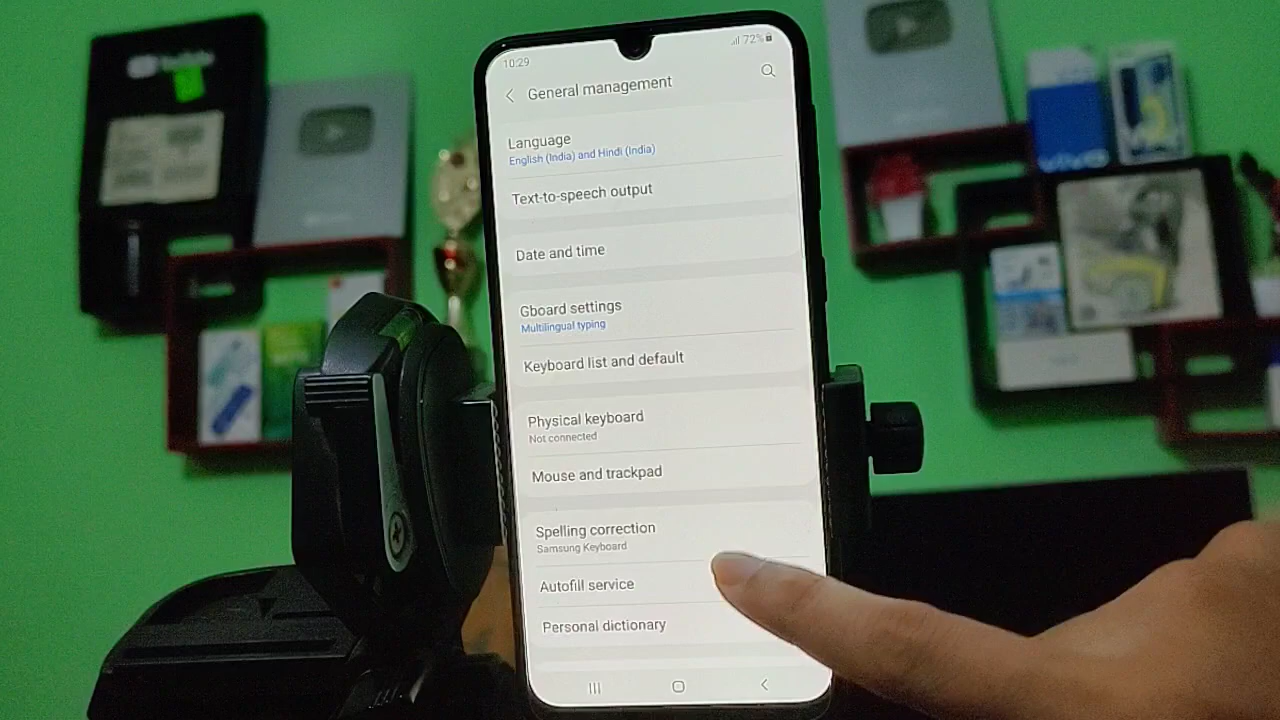 10:29
72%
General management
Language
English (India) and Hindi (India)
Text-to-speech output
Date and time
Gboard settings
Multilingual typing
Keyboard list and default
Physical keyboard
Not connected
Mouse and trackpad
Spelling correction
Samsung Keyboard
Autofill service
Personal dictionary
vivo